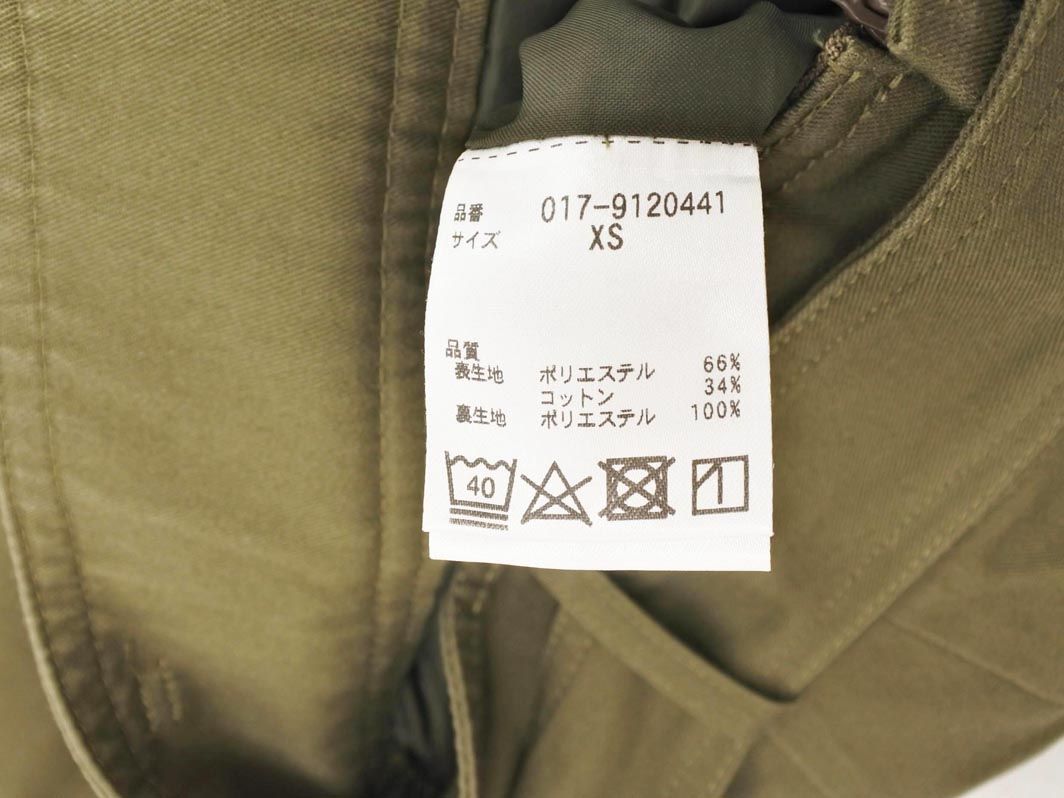 品番 017-9120441
サイズ XS
品質
表生地 ポリエステル 66%
コットン 34%
裏生地 ポリエステル 100%
40